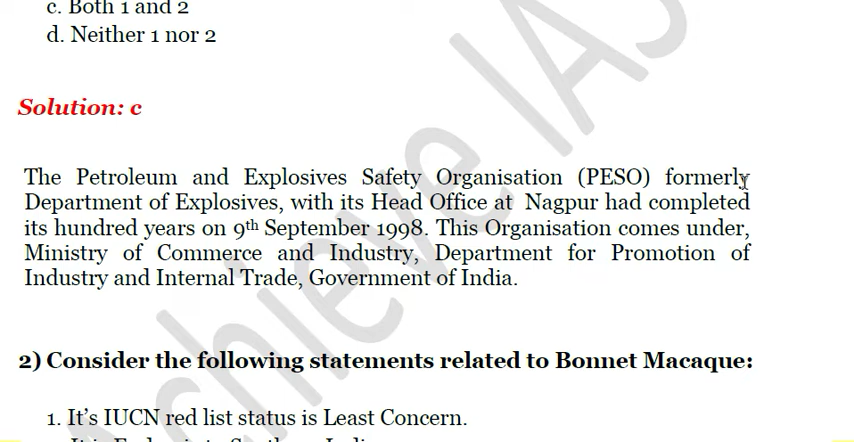 c. Both 1 and 2
d. Neither 1 nor 2
Solution: c
The Petroleum and Explosives Safety Organisation (PESO) formerly
Department of Explosives, with its Head Office at Nagpur had completed
its hundred years on 9th September 1998. This Organisation comes under,
Ministry of Commerce and Industry, Department for Promotion of
Industry and Internal Trade, Government of India.
2) Consider the following statements related to Bonnet Macaque:
1. It's IUCN red list status is Least Concern.
Achieve IAS